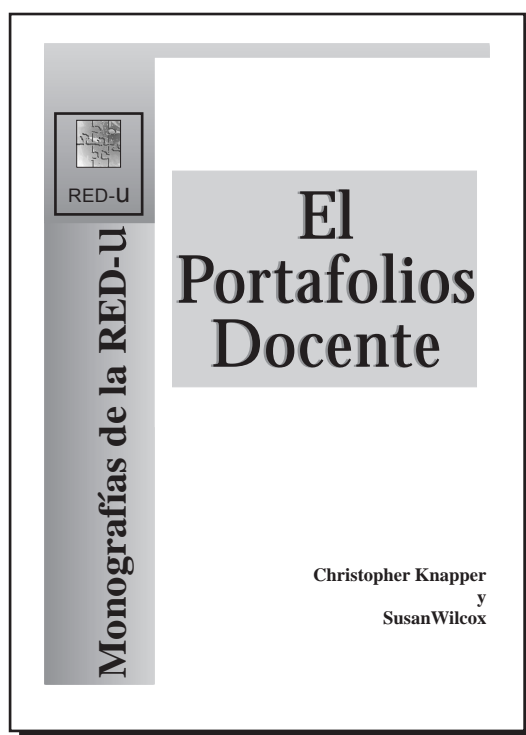 RED-U
Monografías de la RED-u
El
Portafolios
Docente
Christopher Knapper
y
SusanWilcox